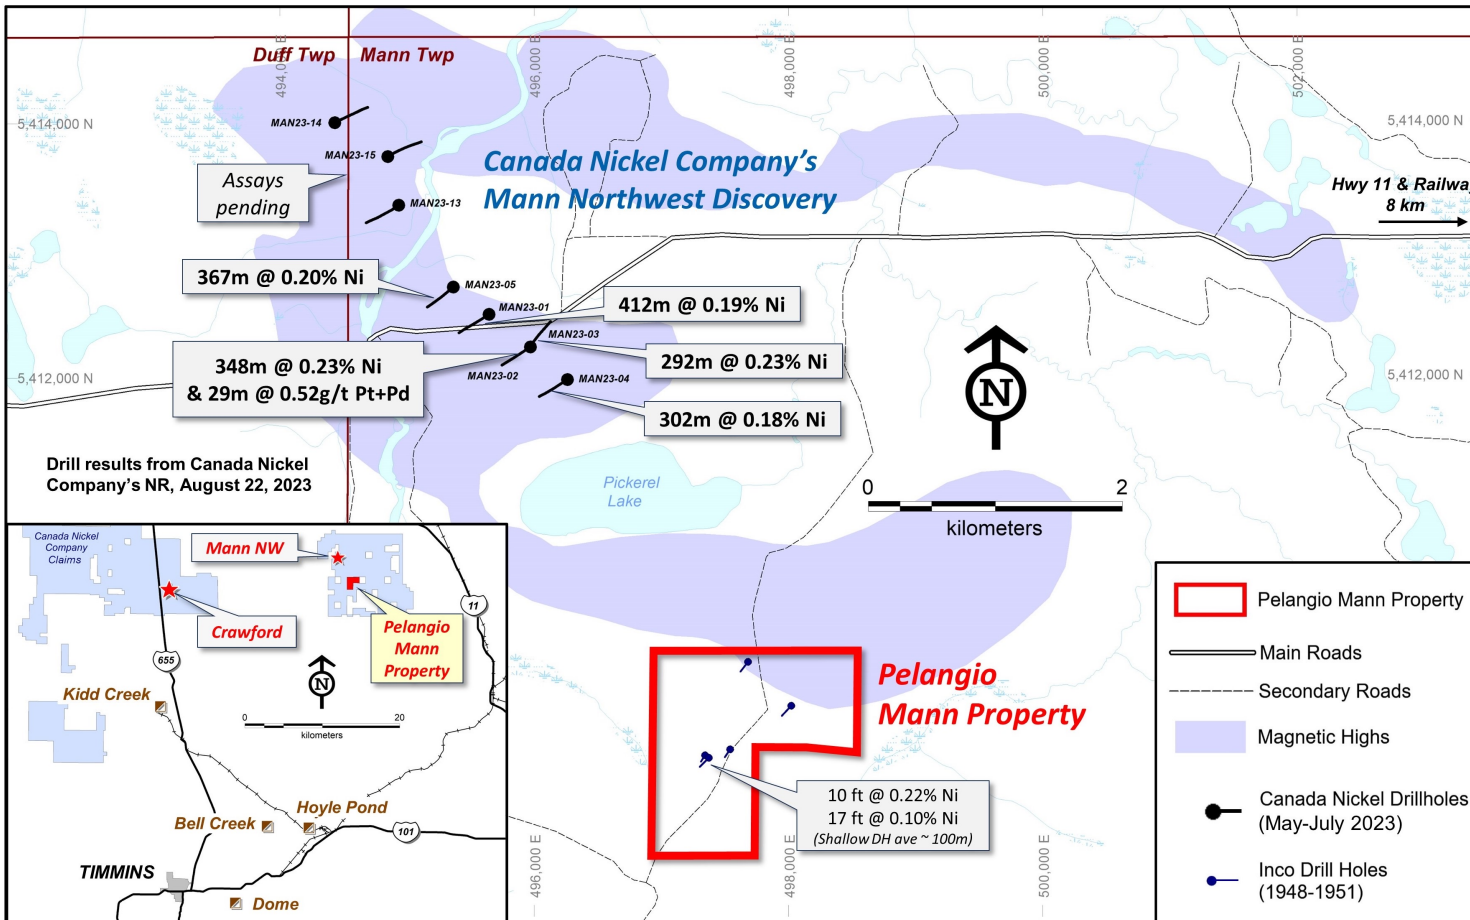 Duff Twp
Mann Twp
494,000 E
496,000 E
498,000 E
500,000 E
502,000 E
5,414,000 N
5,414,000 N
MAN23-14
MAN23-15
MAN23-13
Assays
pending
Canada Nickel Company's
Mann Northwest Discovery
Hwy 11 & Railway
8 km
367m @ 0.20% Ni
MAN23-05
MAN23-01
412m @ 0.19% Ni
MAN23-03
348m @ 0.23% Ni
& 29m @ 0.52g/t Pt+Pd
292m @ 0.23% Ni
MAN23-02
MAN23-04
302m @ 0.18% Ni
5,412,000 N
5,412,000 N
N
Drill results from Canada Nickel
Company's NR, August 22, 2023
Pickerel
Lake
0
2
kilometers
Canada Nickel
Company
Claims
Mann NW
Crawford
Pelangio
Mann
Property
11
655
N
Kidd Creek
0
20
kilometers
Bell Creek
Hoyle Pond
101
TIMMINS
Dome
Pelangio
Mann Property
10 ft @ 0.22% Ni
17 ft @ 0.10% Ni
(Shallow DH ave ~ 100m)
496,000 E
498,000 E
500,000 E
Pelangio Mann Property
Main Roads
Secondary Roads
Magnetic Highs
Canada Nickel Drillholes
(May-July 2023)
Inco Drill Holes
(1948-1951)